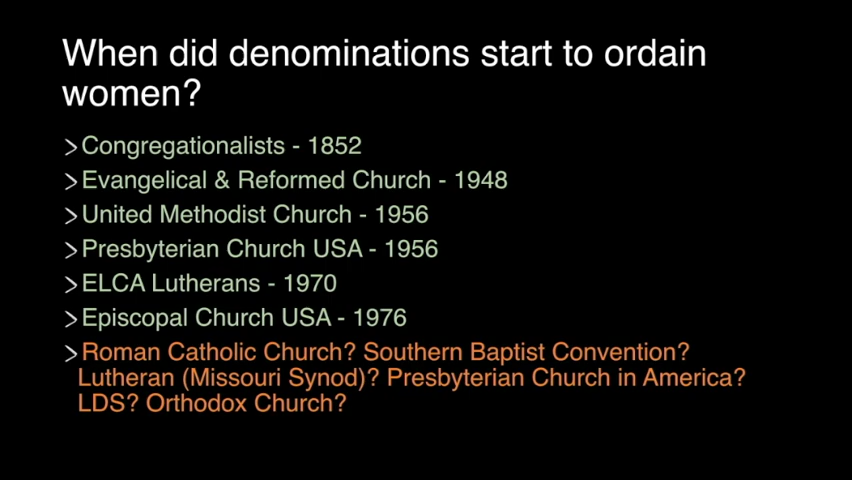 When did denominations start to ordain
women?
>Congregationalists - 1852
>Evangelical & Reformed Church - 1948
>United Methodist Church - 1956
>Presbyterian Church USA - 1956
>ELCA Lutherans - 1970
>Episcopal Church USA - 1976
>Roman Catholic Church? Southern Baptist Convention?
Lutheran (Missouri Synod)? Presbyterian Church in America?
LDS? Orthodox Church?